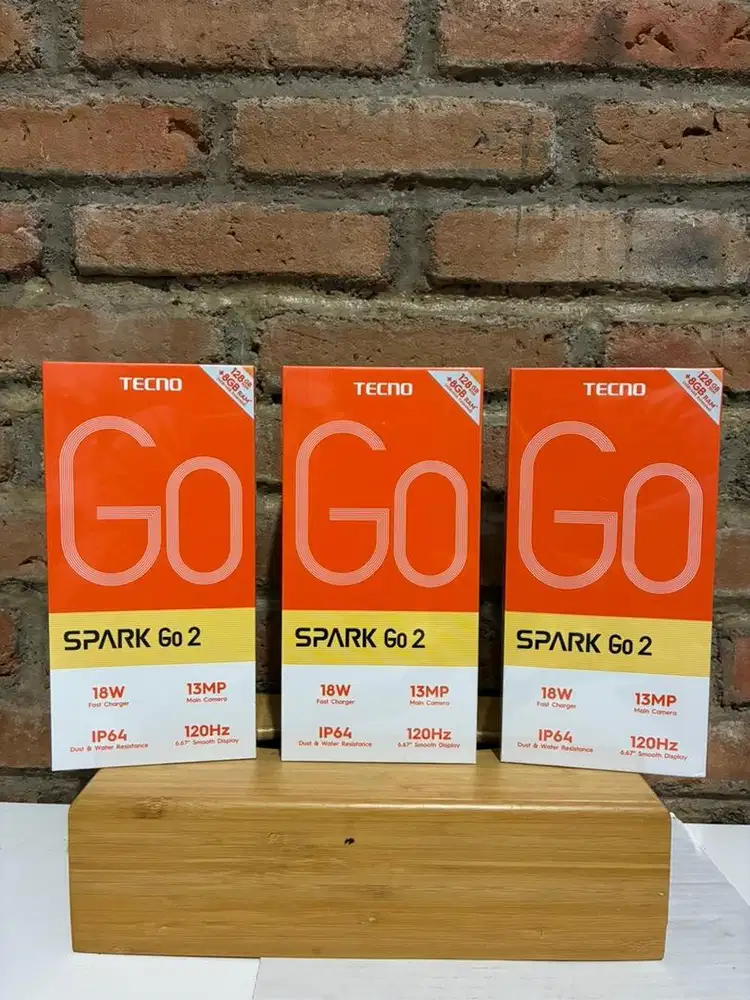 TECNO
128GB
+8GB RAM*
Go
SPARK Go 2
18W
Fast Charger
13MP
Main Camera
IP64
Dust & Water Resistance
120Hz
6.67" Smooth Display
TECNO
128GB
+8GB RAM*
Go
SPARK Go 2
18W
Fast Charger
13MP
Main Camera
IP64
Dust & Water Resistance
120Hz
6.67" Smooth Display
TECNO
128GB
+8GB RAM*
Go
SPARK Go 2
18W
Fast Charger
13MP
Main Camera
IP64
Dust & Water Resistance
120Hz
6.67" Smooth Display